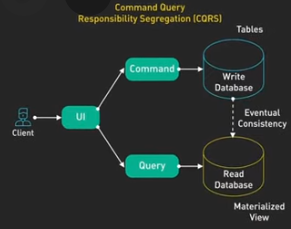 Command Query
Responsibility Segregation (CQRS)
Tables
Command
Write
Database
UI
Client
Eventual
Consistency
Query
Read
Database
Materialized
View